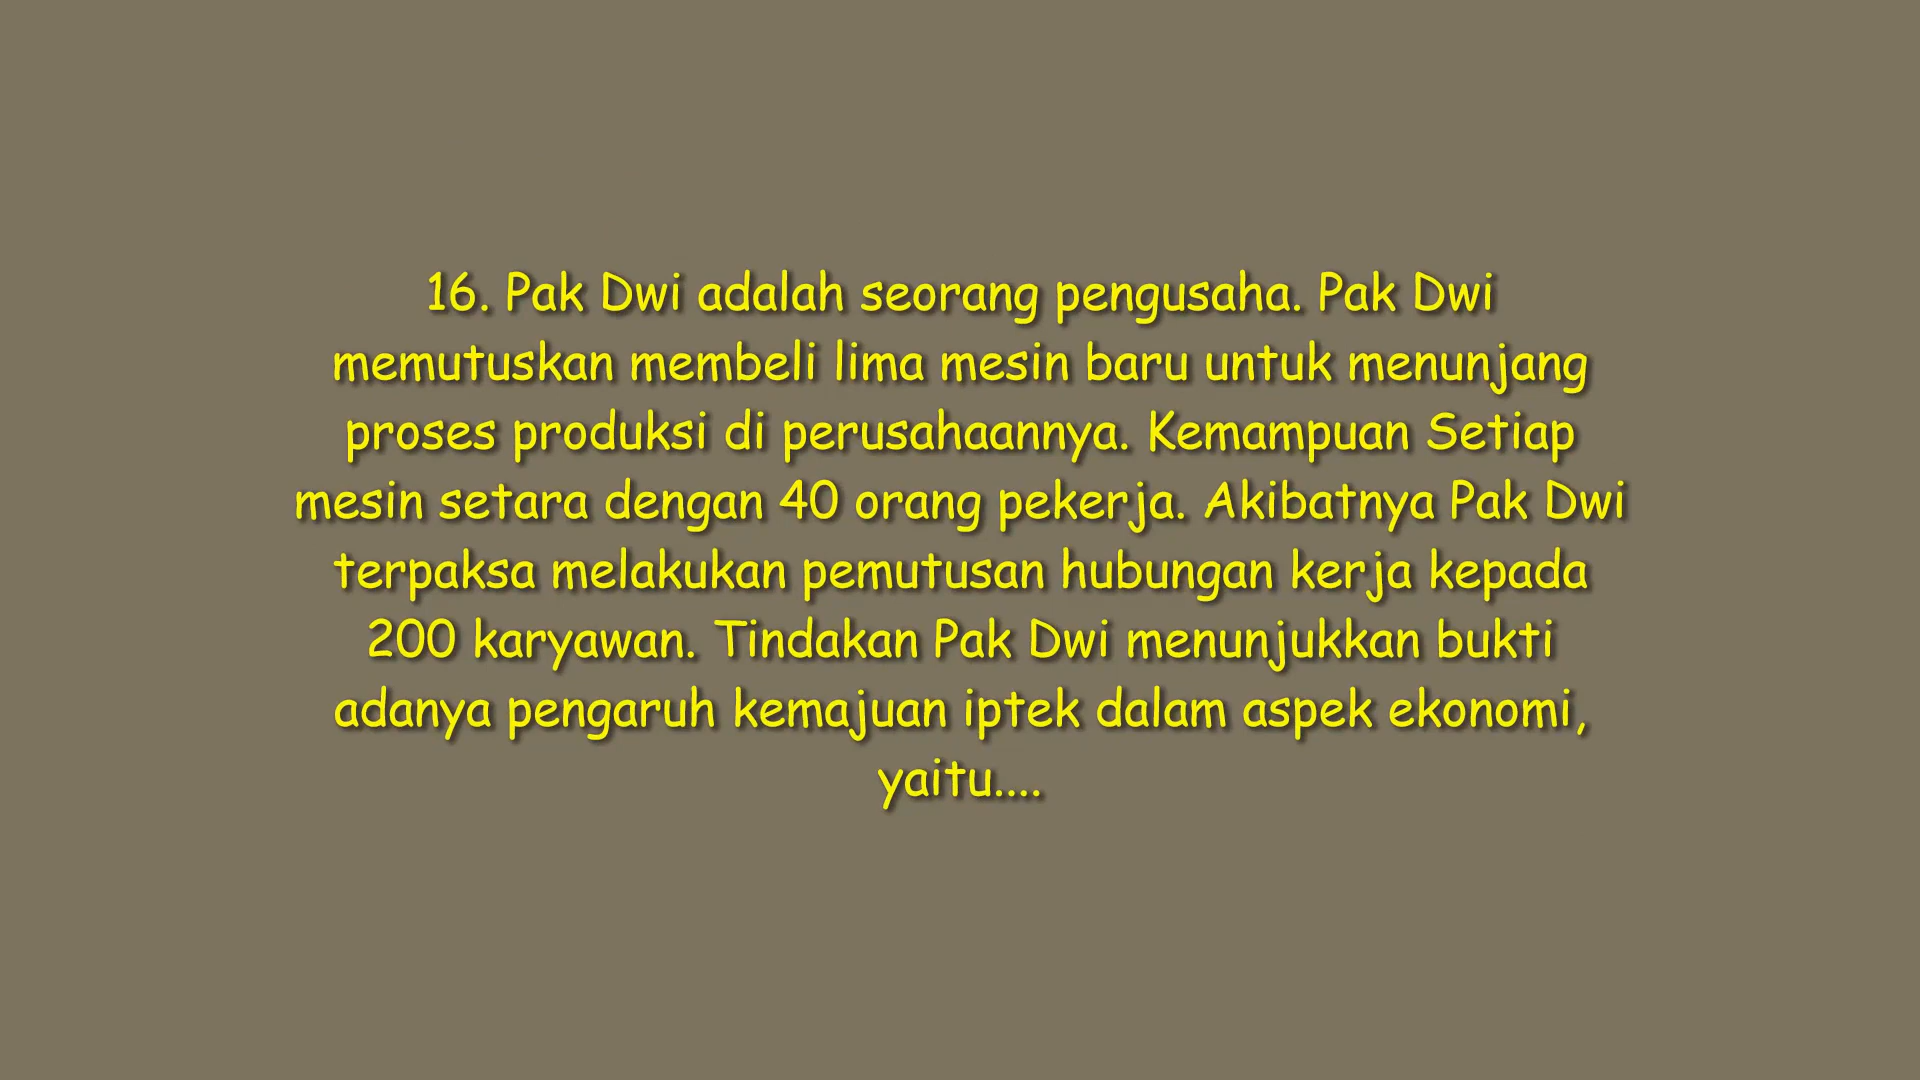 16. Pak Dwi adalah seorang pengusaha. Pak Dwi
memutuskan membeli lima mesin baru untuk menunjang
proses produksi di perusahaannya. Kemampuan Setiap
mesin setara dengan 40 orang pekerja. Akibatnya Pak Dwi
terpaksa melakukan pemutusan hubungan kerja kepada
200 karyawan. Tindakan Pak Dwi menunjukkan bukti
adanya pengaruh kemajuan iptek dalam aspek ekonomi,
yaitu....